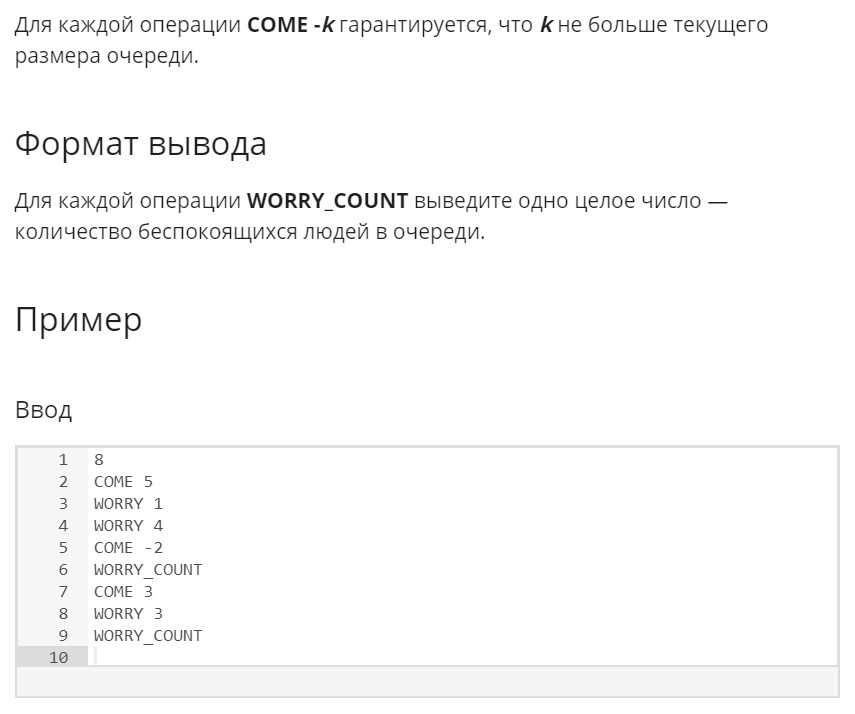 Для каждой операции COME -k гарантируется, что k не больше текущего
размера очереди.
Формат вывода
Для каждой операции WORRY_COUNT выведите одно целое число —
количество беспокоящихся людей в очереди.
Пример
Ввод
1 8
2 COME 5
3 WORRY 1
4 WORRY 4
5 COME -2
6 WORRY_COUNT
7 COME 3
8 WORRY 3
9 WORRY_COUNT
10